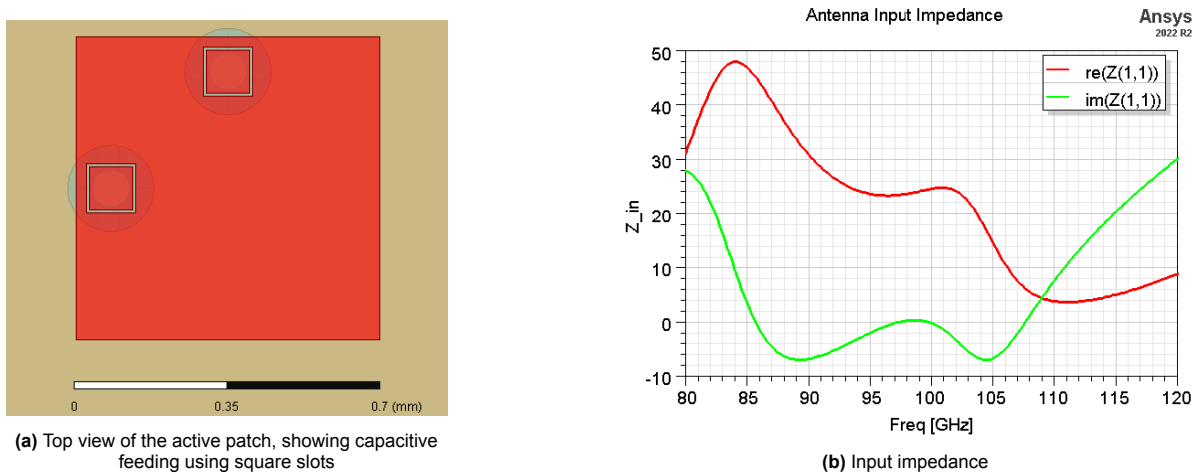 0
0.35
0.7 (mm)
(a) Top view of the active patch, showing capacitive
feeding using square slots
Antenna Input Impedance
Ansys
2022 R2
re(Z(1,1))
im(Z(1,1))
Z_in
50
40
30
20
10
0
-10
80
85
90
95
100
105
110
115
120
Freq [GHz]
(b) Input impedance